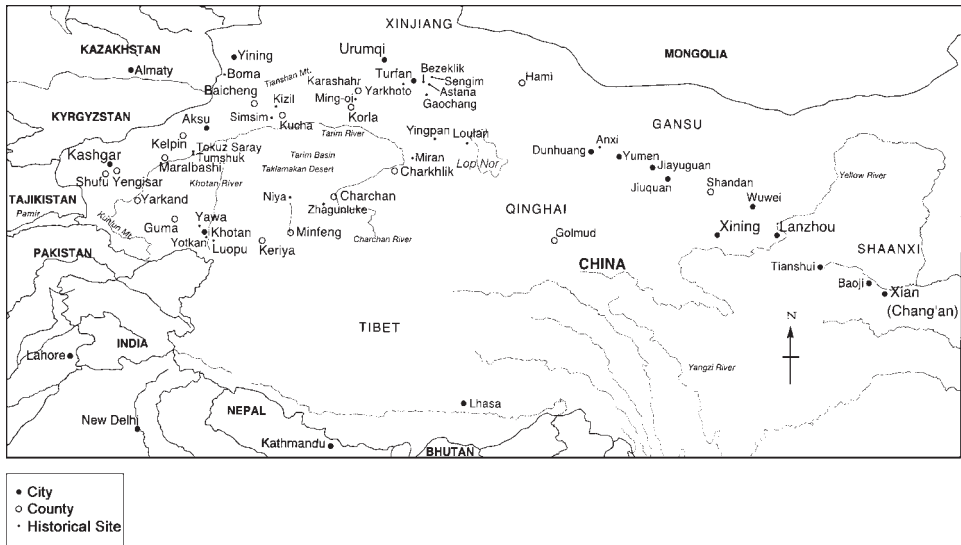 XINJIANG
KAZAKHSTAN
Almaty
Yining
Urumqi
MONGOLIA
Boma
Tianshan Mt.
Karashahr
Turfan
Bezeklik
Sengim
Astana
Gaochang
Hami
Baicheng
Kizil
Ming-oi
Yarkhoto
KYRGYZSTAN
Aksu
Simsim
Kucha
Korla
GANSU
Kelpin
Tokuz Saray
Tumshuk
Tarim River
Yingpan
Loulan
Dunhuang
Anxi
Yumen
Kashgar
Maralbashi
Tarim Basin
Miran
Lop Nor
Jiayuguan
Shufu
Yengisar
Khotan River
Taklamakan Desert
Charkhlik
Jiuquan
Shandan
Yellow River
TAJIKISTAN
Pamir
Yarkand
Niya
Charchan
Zhagunluke
QINGHAI
Wuwei
Kunlun Mt.
Guma
Yawa
Khotan
Yotkan
Luopu
Keriya
Minfeng
Charchan River
Golmud
Xining
Lanzhou
SHAANXI
PAKISTAN
CHINA
Tianshui
Baoji
Xian
(Chang'an)
TIBET
N
INDIA
Lahore
Yangzi River
New Delhi
NEPAL
Lhasa
Kathmandu
BHUTAN
City
County
Historical Site